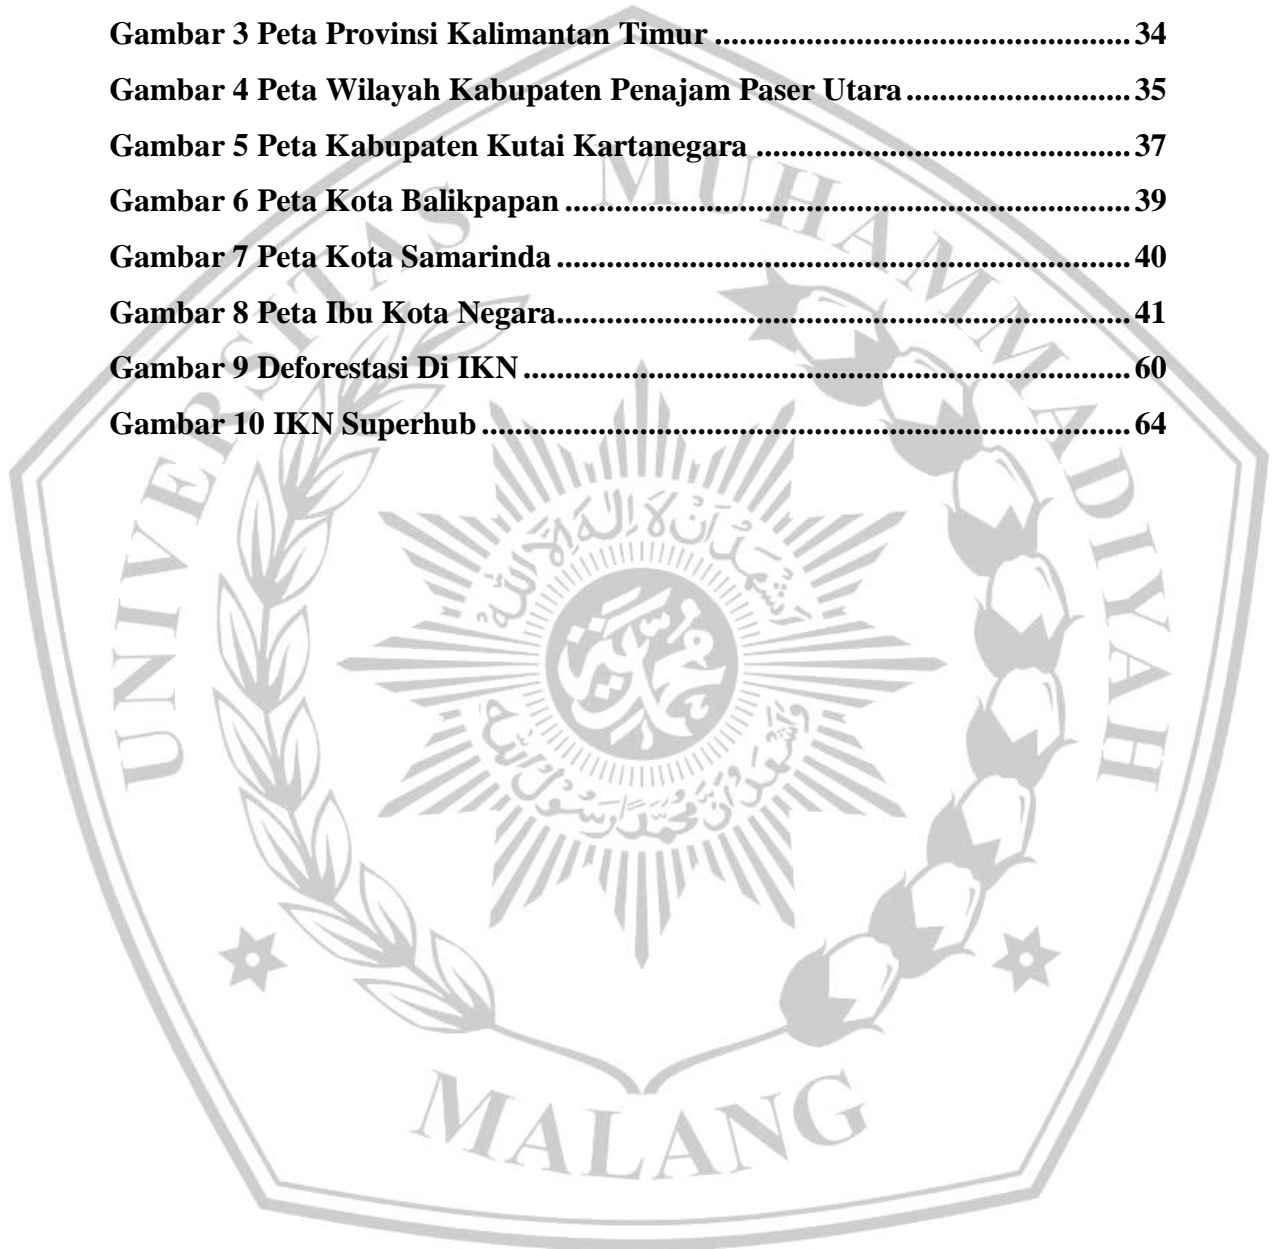 Gambar 3 Peta Provinsi Kalimantan Timur .................................................. 34
Gambar 4 Peta Wilayah Kabupaten Penajam Paser Utara ........................... 35
Gambar 5 Peta Kabupaten Kutai Kartanegara ............................................. 37
Gambar 6 Peta Kota Balikpapan .................................................................... 39
Gambar 7 Peta Kota Samarinda ..................................................................... 40
Gambar 8 Peta Ibu Kota Negara..................................................................... 41
Gambar 9 Deforestasi Di IKN ......................................................................... 60
Gambar 10 IKN Superhub .............................................................................. 64
UNIVERSITAS MUHAMMADIYAH
MALANG